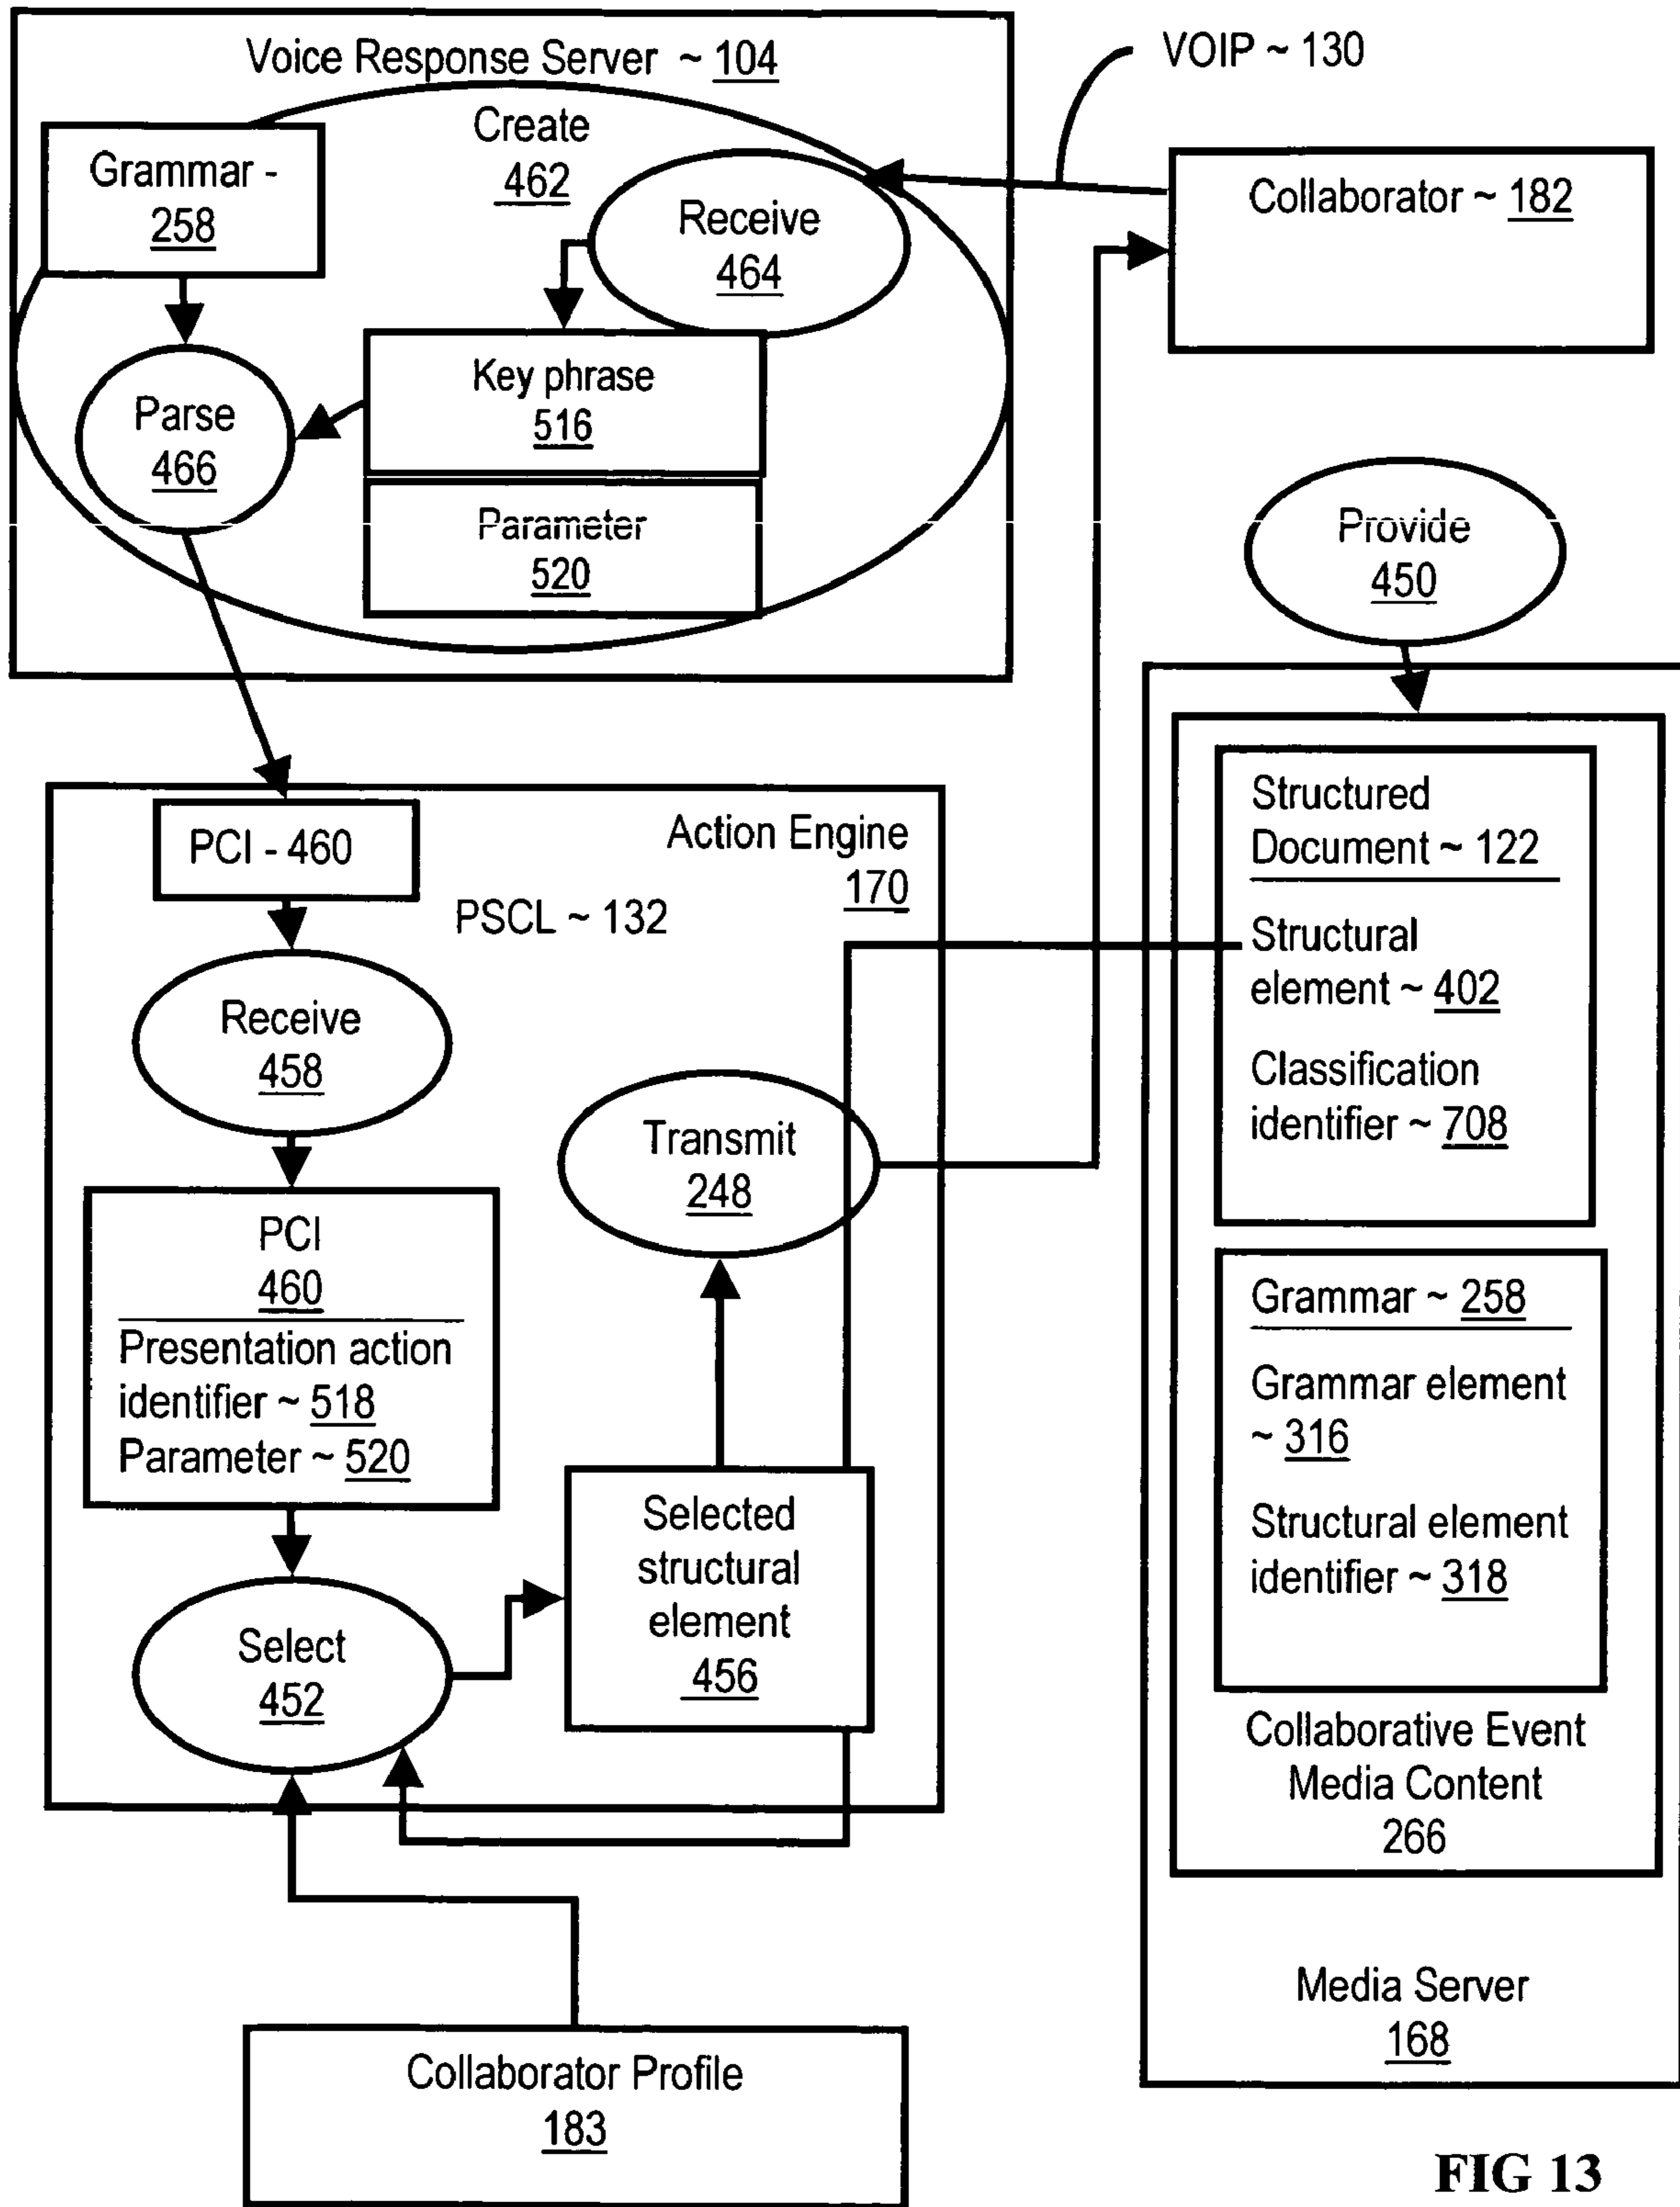 Voice Response Server ~ 104
VOIP ~ 130
Create
462
Grammar -
258
Receive
464
Collaborator ~ 182
Key phrase
516
Parse
466
Parameter
520
Provide
450
Structured
Document ~ 122
Structural
element ~ 402
Classification
identifier ~ 708
Grammar ~ 258
Grammar element
~ 316
Structural element
identifier ~ 318
Collaborative Event
Media Content
266
Media Server
168
PCI - 460
Action Engine
170
PSCL ~ 132
Receive
458
Transmit
248
PCI
460
Presentation action
identifier ~ 518
Parameter ~ 520
Selected
structural
element
456
Select
452
Collaborator Profile
183
FIG 13